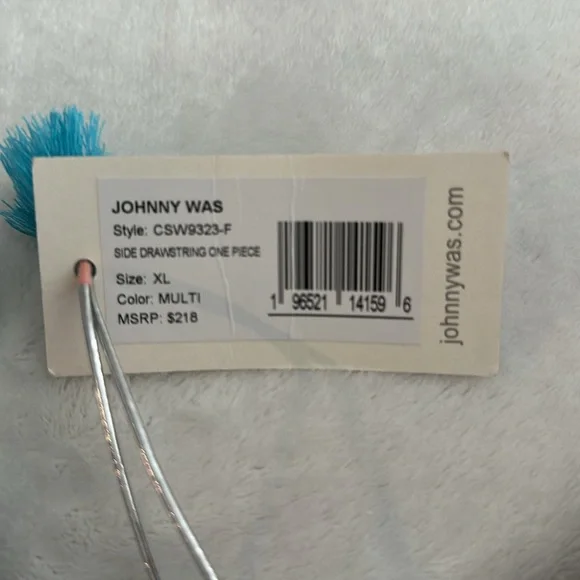 JOHNNY WAS
Style: CSW9323-F
SIDE DRAWSTRING ONE PIECE
Size: XL
Color: MULTI
MSRP: $218
1 96521 14159 6
johnnywas.com